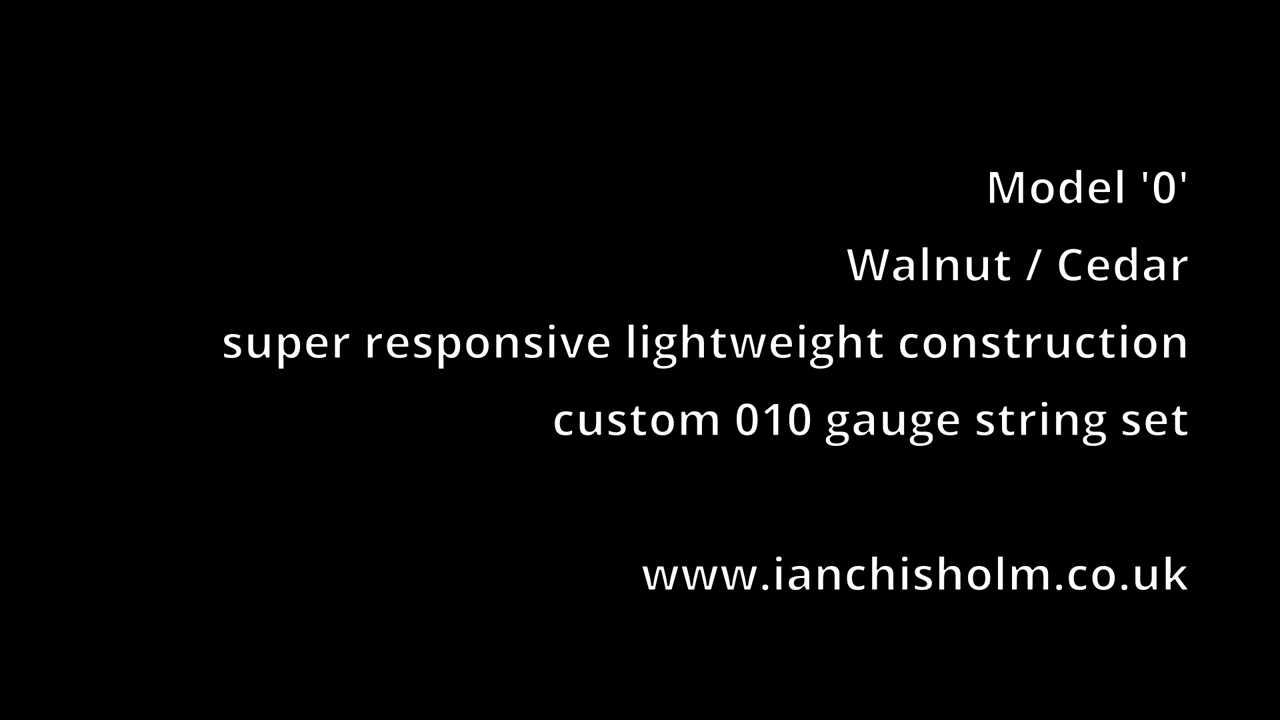 Model '0'
Walnut / Cedar
super responsive lightweight construction
custom 010 gauge string set
www.ianchisholm.co.uk